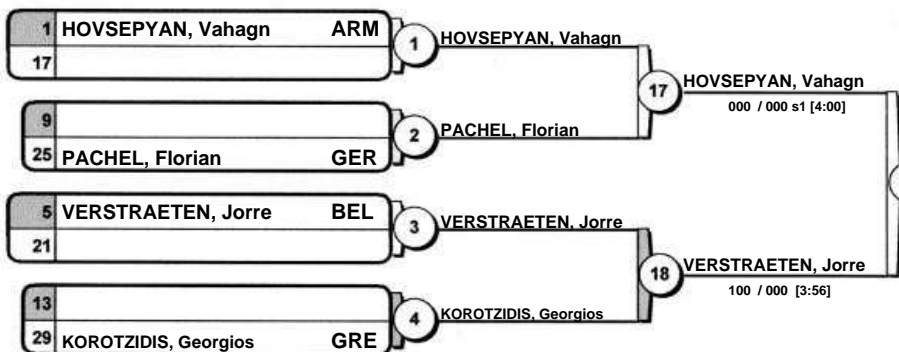 1 HOVSEPYAN, Vahagn ARM
17
1
HOVSEPYAN, Vahagn
9
25 PACHEL, Florian GER
2
PACHEL, Florian
17
HOVSEPYAN, Vahagn
000 / 000 s1 [4:00]
5 VERSTRAETEN, Jorre BEL
21
3
VERSTRAETEN, Jorre
13
29 KOROTZIDIS, Georgios GRE
4
KOROTZIDIS, Georgios
18
VERSTRAETEN, Jorre
100 / 000 [3:56]